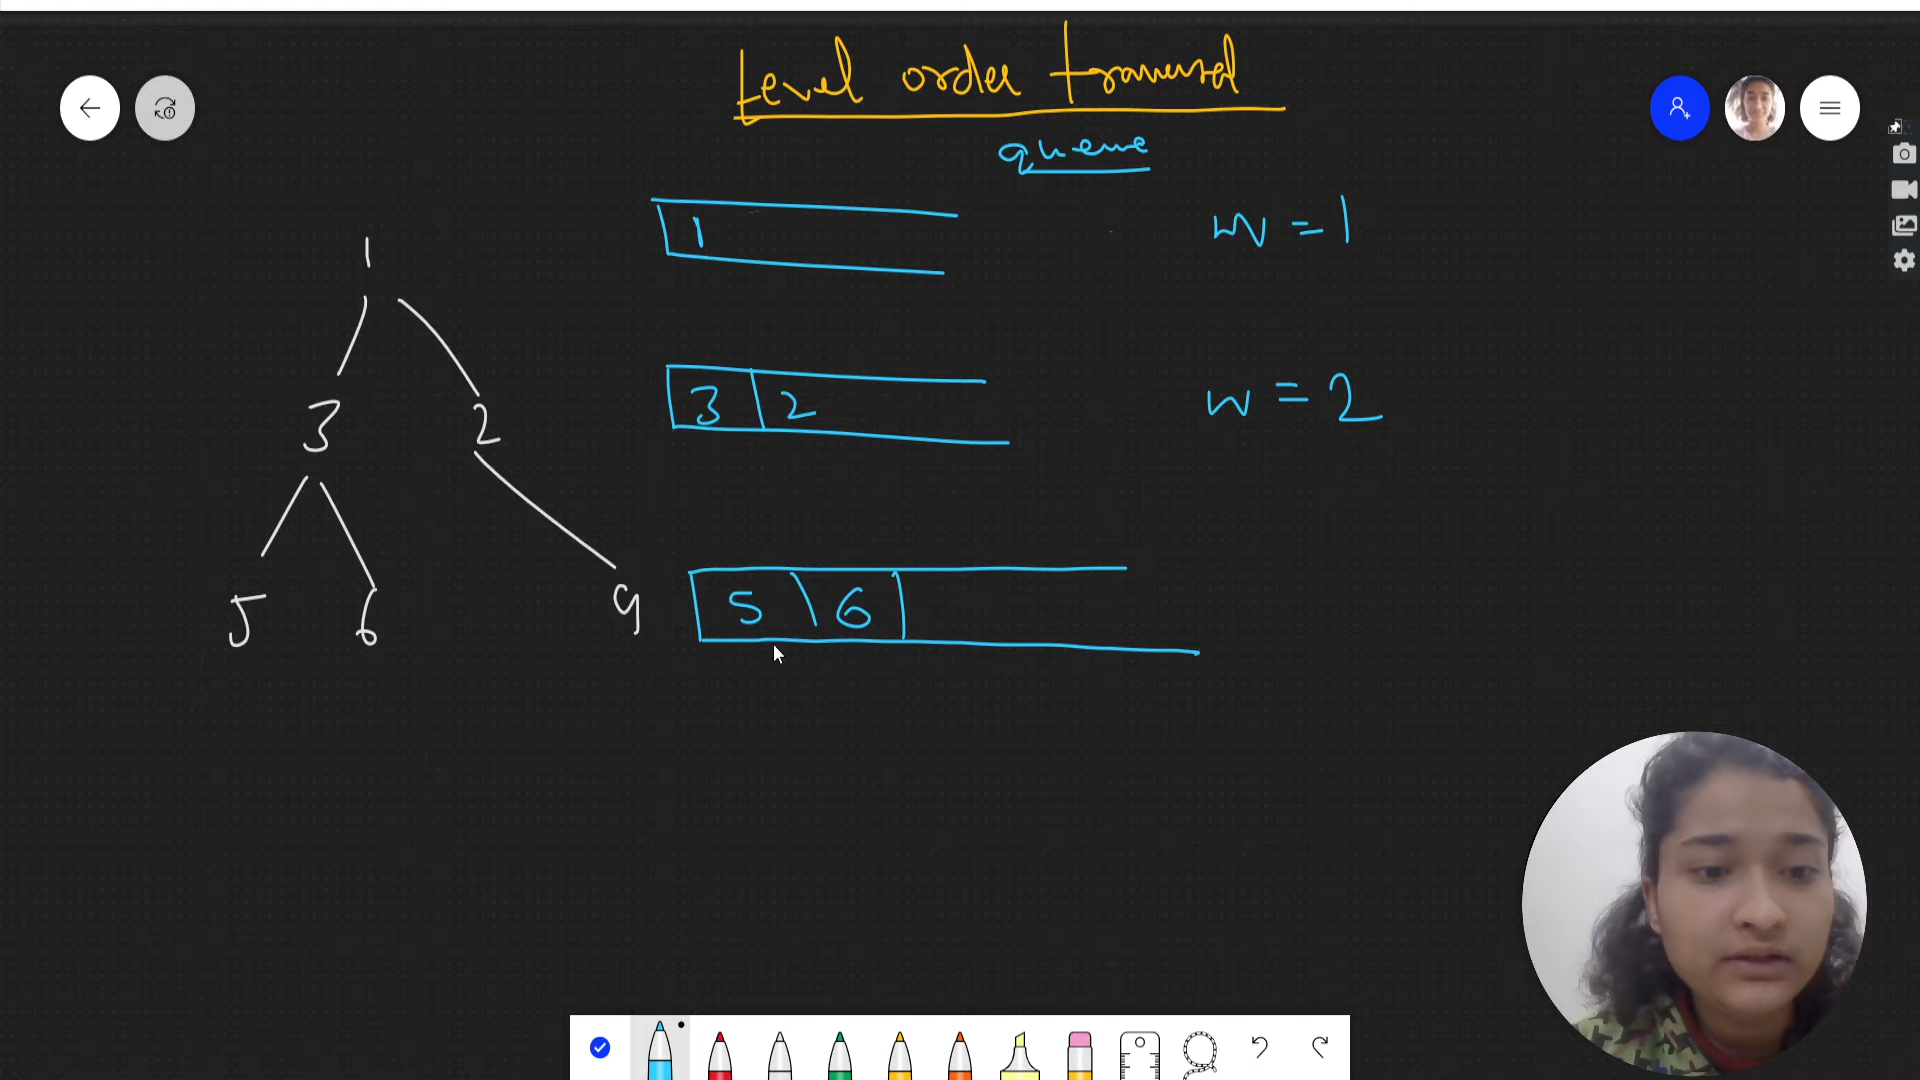 Level order traversal
queue
1
w = 1
1
3 2
w = 2
3 2
5 6
5 6 9